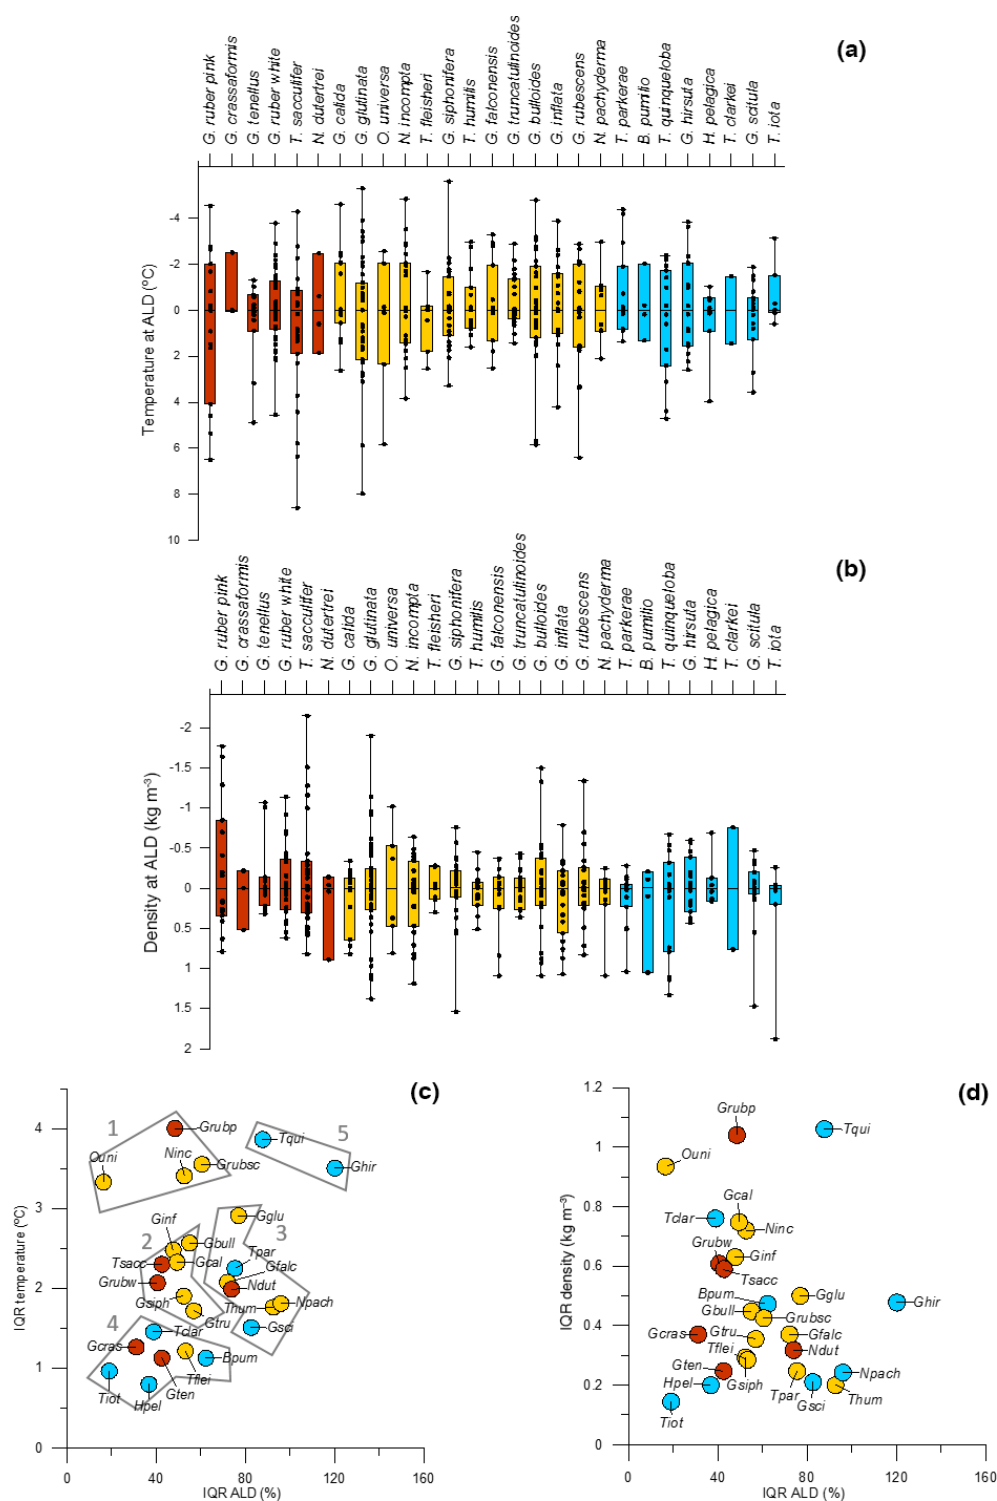 (a)
G. ruber pink
G. crassaformis
G. tenellus
G. ruber white
T. sacculifer
N. dutertrei
G. calida
G. glutinata
O. universa
N. incompta
T. fleisheri
G. siphonifera
T. humilis
G. falconensis
G. truncatulinoides
G. bulloides
G. inflata
G. rubescens
N. pachyderma
T. parkerae
B. pumilio
T. quinqueloba
G. hirsuta
H. pelagica
T. clarkei
G. scitula
T. iota
Temperature at ALD (ºC)
-4
-2
0
2
4
6
8
10
(b)
G. ruber pink
G. crassaformis
G. tenellus
G. ruber white
T. sacculifer
N. dutertrei
G. calida
G. glutinata
O. universa
N. incompta
T. fleisheri
G. siphonifera
T. humilis
G. falconensis
G. truncatulinoides
G. bulloides
G. inflata
G. rubescens
N. pachyderma
T. parkerae
B. pumilio
T. quinqueloba
G. hirsuta
H. pelagica
T. clarkei
G. scitula
T. iota
Density at ALD (kg m⁻³)
-2
-1.5
-1
-0.5
0
0.5
1
1.5
2
(c)
IQR temperature (ºC)
4
3
2
1
0
1
Grubp
Ouni
Ninc
Grubsc
5
Tqui
Ghir
2
Ginf
Gbull
Tsacc
Gcal
Grubw
Gsiph
Gtru
3
Gglu
Tpar
Gfalc
Ndut
Thum
Npach
Gsci
4
Gcras
Tclar
Bpum
Tflei
Gten
Tiot
Hpel
0 40 80 120 160
IQR ALD (%)
(d)
IQR density (kg m⁻³)
1.2
1
0.8
0.6
0.4
0.2
0
Grubp
Tqui
Ouni
Gcal
Tclar
Ninc
Grubw
Ginf
Tsacc
Bpum
Gglu
Ghir
Gbull
Grubsc
Gcras
Gtru
Gfalc
Tflei
Ndut
Gten
Npach
Hpel
Gsiph
Tpar
Gsci
Thum
Tiot
0 40 80 120 160
IQR ALD (%)